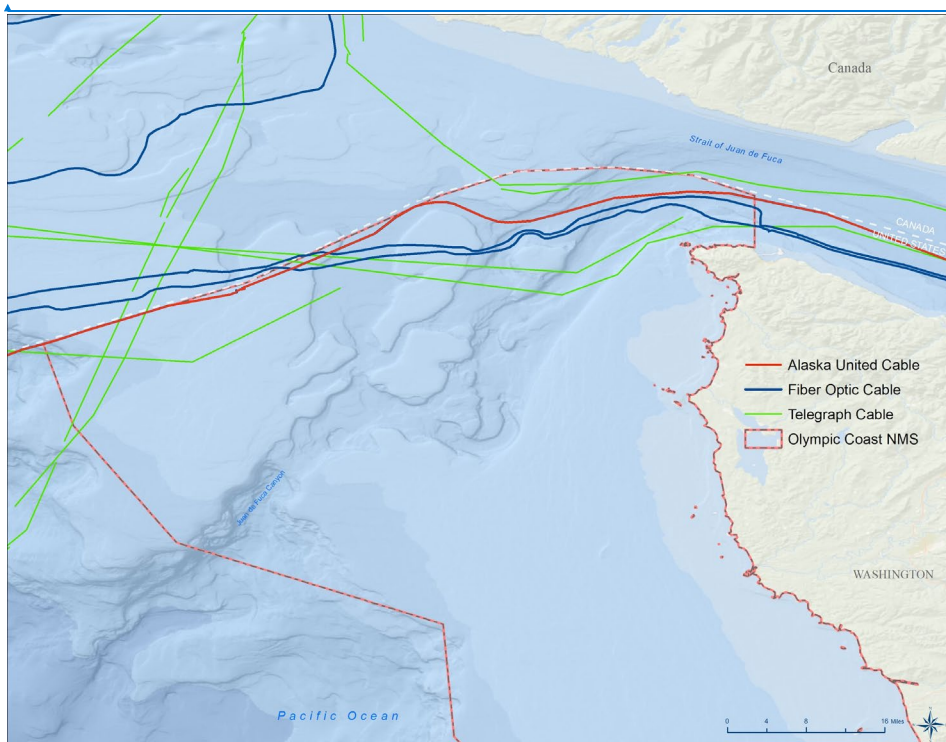 Canada
Strait of Juan de Fuca
CANADA
UNITED STATES
Alaska United Cable
Fiber Optic Cable
Telegraph Cable
Olympic Coast NMS
Juan de Fuca Canyon
WASHINGTON
Pacific Ocean
0 4 8 16 Miles